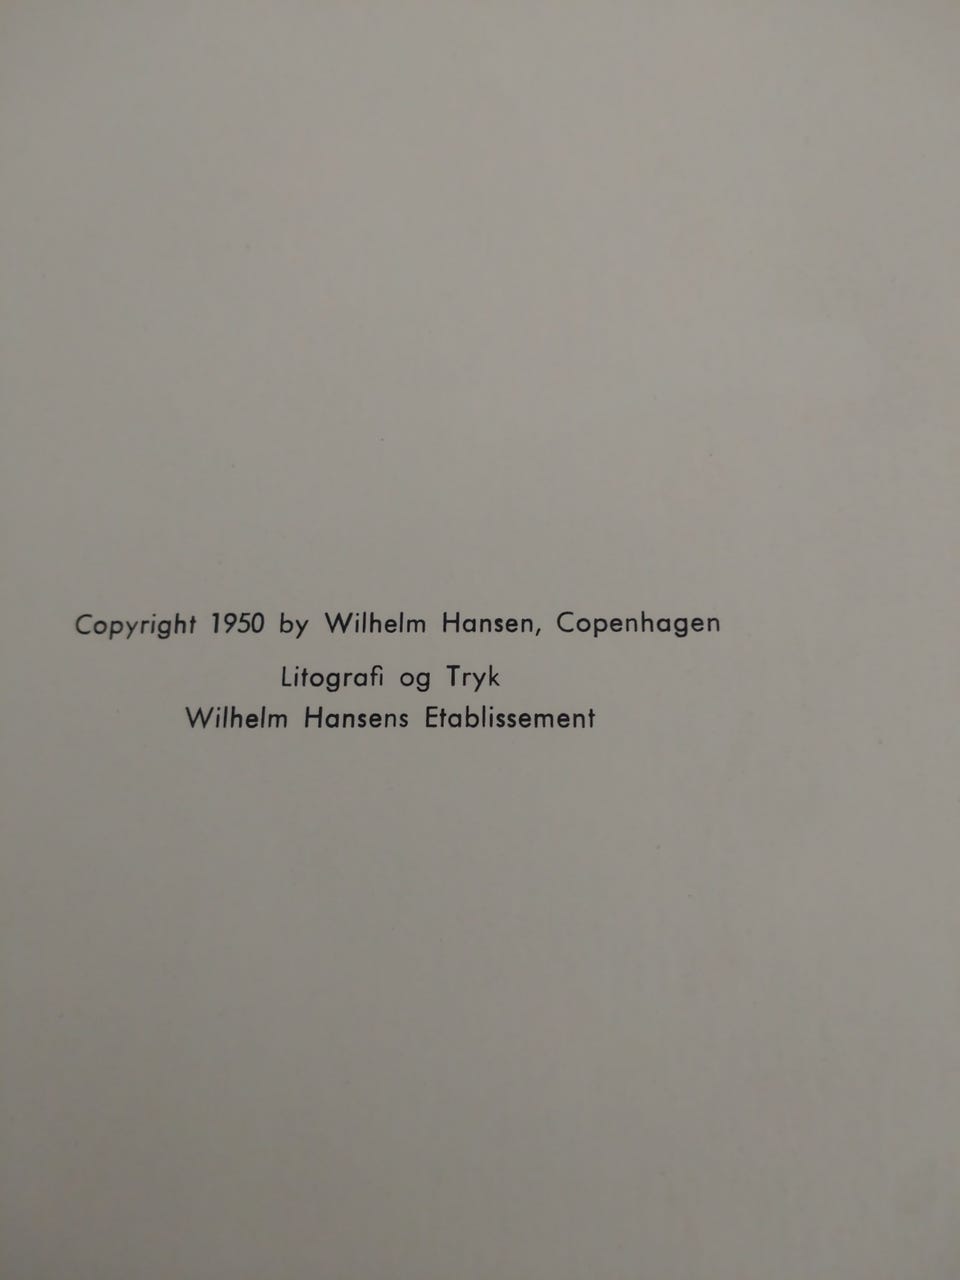 Copyright 1950 by Wilhelm Hansen, Copenhagen
Litografi og Tryk
Wilhelm Hansens Etablissement